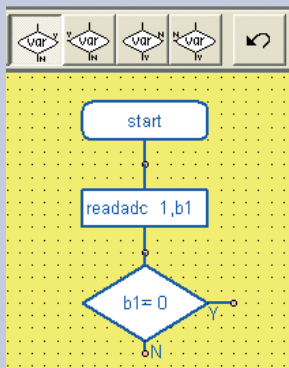 var Y N
Y var N
var N Y
N var Y
start
readadc 1,b1
b1= 0
Y
N